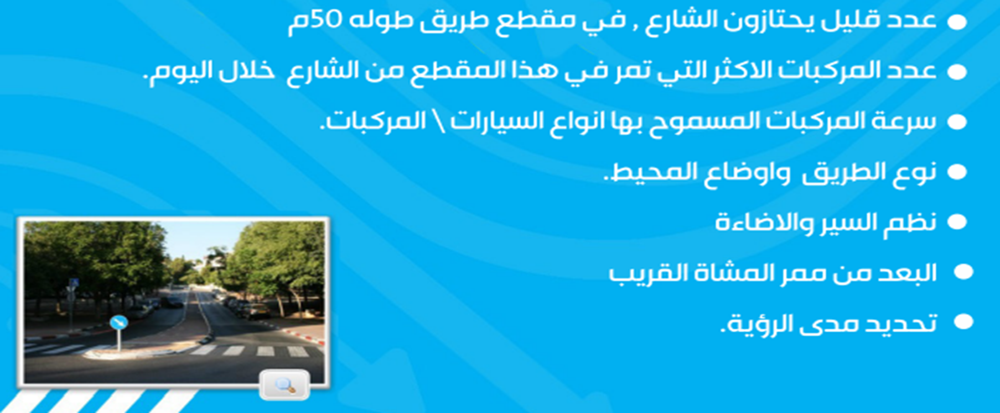 عدد قليل يحتازون الشارع , في مقطع طريق طوله 50م
عدد المركبات الاكثر التي تمر في هذا المقطع من الشارع خلال اليوم.
سرعة المركبات المسموح بها انواع السيارات \ المركبات.
نوع الطريق واوضاع المحيط.
نظم السير والاضاءة
البعد من ممر المشاة القريب
تحديد مدى الرؤية.